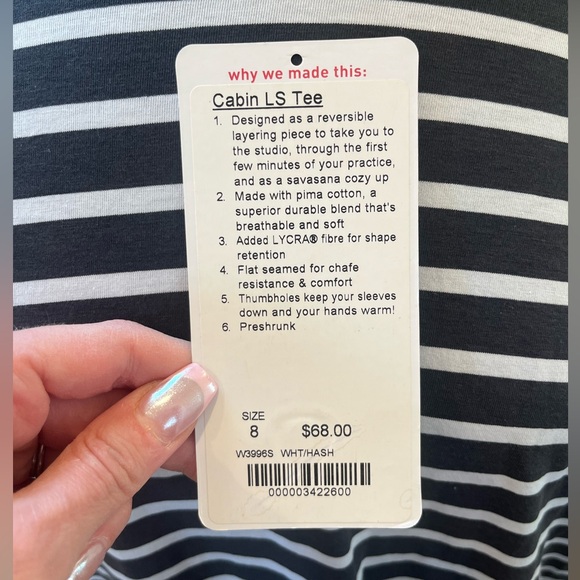 why we made this:
Cabin LS Tee
1. Designed as a reversible
layering piece to take you to
the studio, through the first
few minutes of your practice,
and as a savasana cozy up
2. Made with pima cotton, a
superior durable blend that's
breathable and soft
3. Added LYCRA® fibre for shape
retention
4. Flat seamed for chafe
resistance & comfort
5. Thumbholes keep your sleeves
down and your hands warm!
6. Preshrunk
SIZE
8 $68.00
W3996S WHT/HASH
000003422600